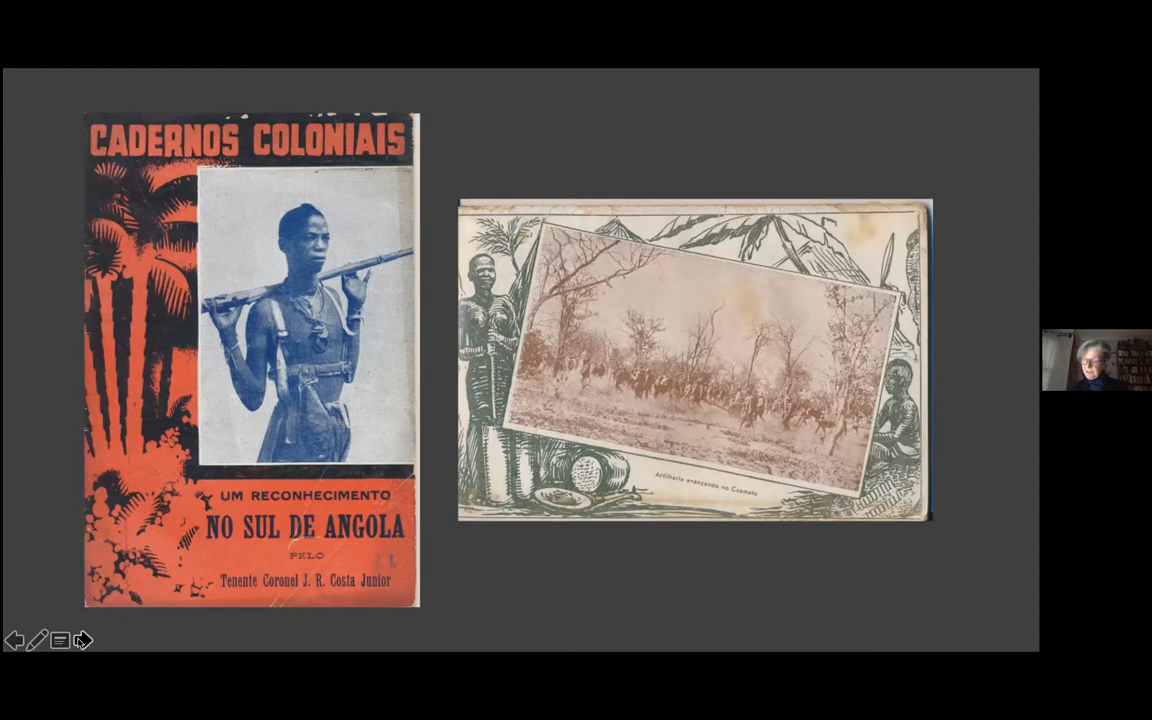 CADERNOS COLONIAIS
UM RECONHECIMENTO
NO SUL DE ANGOLA
PELO
Tenente Coronel J. R. Costa Junior
Artilharia avançando no Cuamato